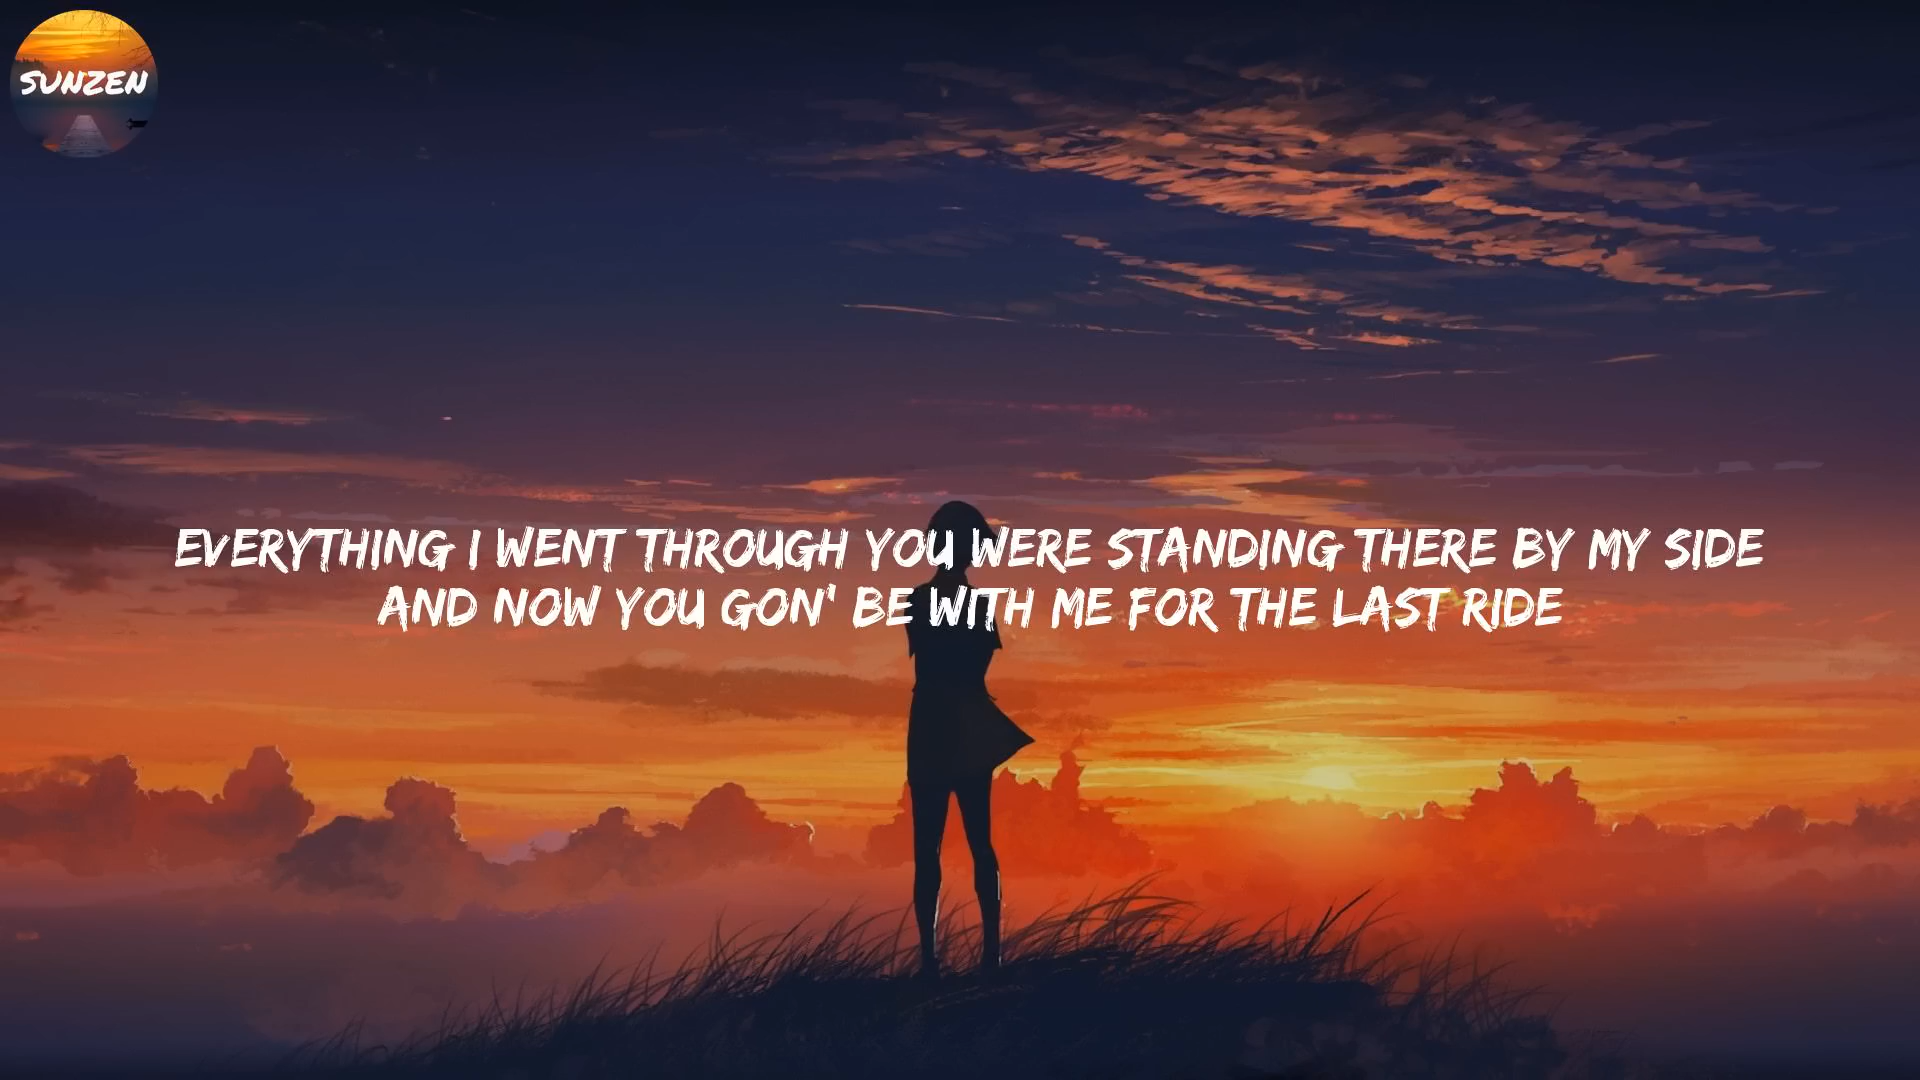 SUNZEN
EVERYTHING I WENT THROUGH YOU WERE STANDING THERE BY MY SIDE
AND NOW YOU GON' BE WITH ME FOR THE LAST RIDE